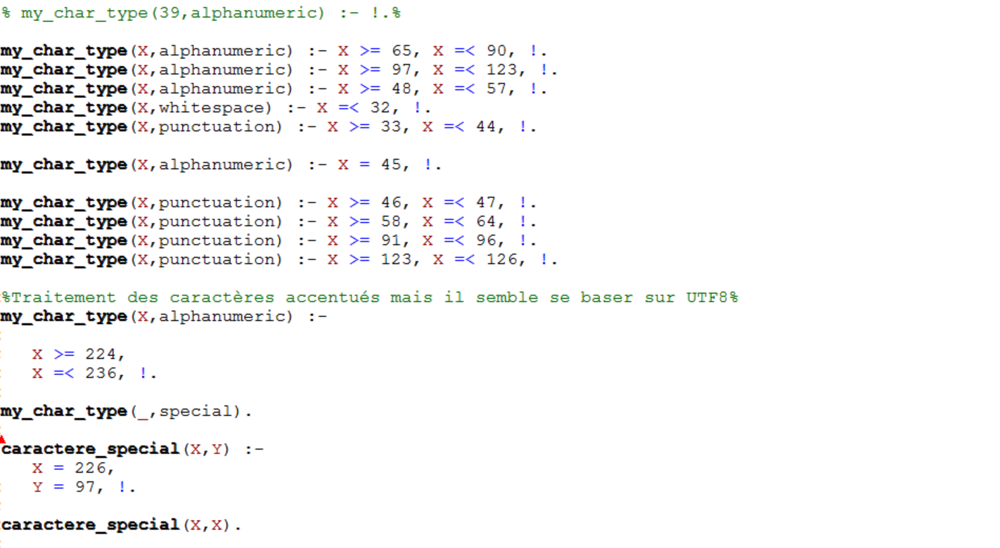 % my_char_type(39,alphanumeric) :- !.%
my_char_type(X,alphanumeric) :- X >= 65, X =< 90, !.
my_char_type(X,alphanumeric) :- X >= 97, X =< 123, !.
my_char_type(X,alphanumeric) :- X >= 48, X =< 57, !.
my_char_type(X,whitespace) :- X =< 32, !.
my_char_type(X,punctuation) :- X >= 33, X =< 44, !.
my_char_type(X,alphanumeric) :- X = 45, !.
my_char_type(X,punctuation) :- X >= 46, X =< 47, !.
my_char_type(X,punctuation) :- X >= 58, X =< 64, !.
my_char_type(X,punctuation) :- X >= 91, X =< 96, !.
my_char_type(X,punctuation) :- X >= 123, X =< 126, !.
%Traitement des caractères accentués mais il semble se baser sur UTF8%
my_char_type(X,alphanumeric) :-
X >= 224,
X =< 236, !.
my_char_type(_,special).
caractere_special(X,Y) :-
X = 226,
Y = 97, !.
caractere_special(X,X).